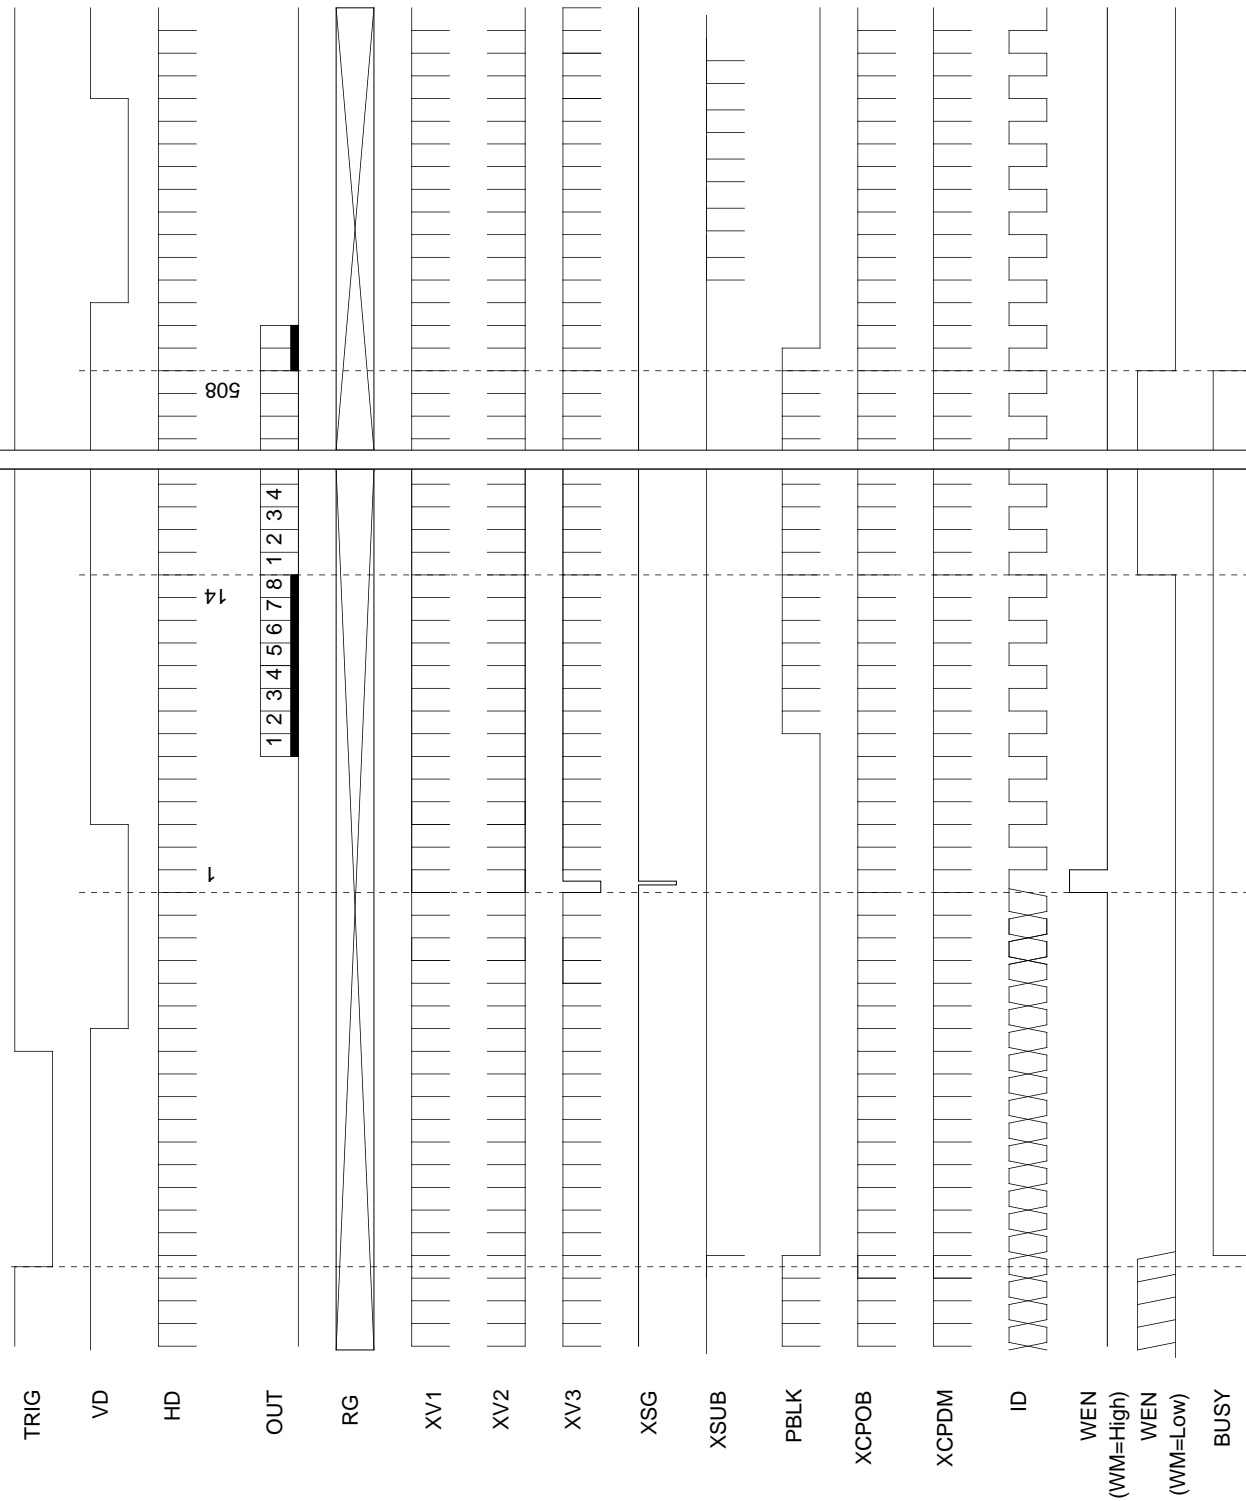 TRIG
VD
HD
508
14
1
OUT
1 2 3 4 5 6 7 8 1 2 3 4
RG
XV1
XV2
XV3
XSG
XSUB
PBLK
XCPOB
XCPDM
ID
WEN
(WM=High)
WEN
(WM=Low)
BUSY